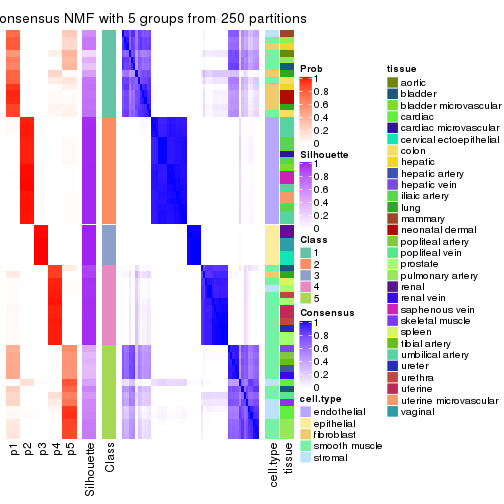 onsensus NMF with 5 groups from 250 partitions
p1
p2
p3
p4
p5
Silhouette
Class
cell.type
tissue
Prob
1
0.8
0.6
0.4
0.2
0
Silhouette
1
0.8
0.6
0.4
0.2
0
Class
1
2
3
4
5
Consensus
1
0.8
0.6
0.4
0.2
0
cell.type
endothelial
epithelial
fibroblast
smooth muscle
stromal
tissue
aortic
bladder
bladder microvascular
cardiac
cardiac microvascular
cervical ectoepithelial
colon
hepatic
hepatic artery
hepatic vein
iliaic artery
lung
mammary
neonatal dermal
popliteal artery
popliteal vein
prostate
pulmonary artery
renal
renal vein
saphenous vein
skeletal muscle
spleen
tibial artery
umbilical artery
ureter
urethra
uterine
uterine microvascular
vaginal